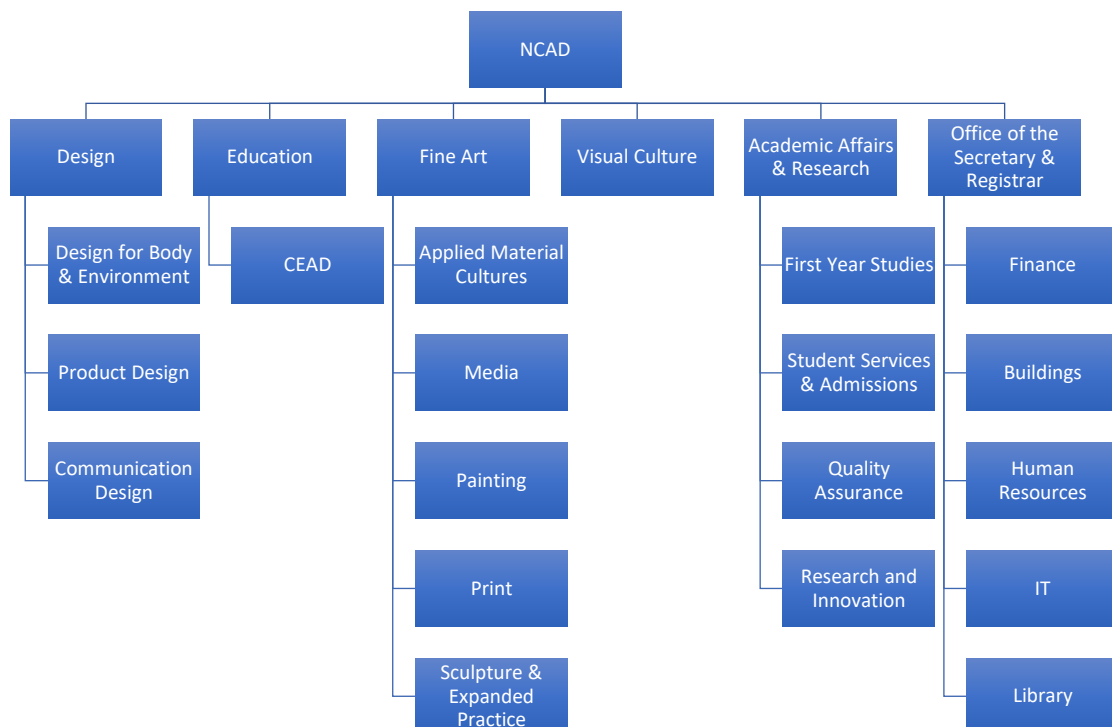 NCAD
Design
Education
Fine Art
Visual Culture
Academic Affairs
& Research
Office of the
Secretary &
Registrar
Design for Body
& Environment
CEAD
Applied Material
Cultures
First Year Studies
Finance
Product Design
Media
Student Services
& Admissions
Buildings
Communication
Design
Painting
Quality
Assurance
Human
Resources
Print
Research and
Innovation
IT
Sculpture &
Expanded
Practice
Library